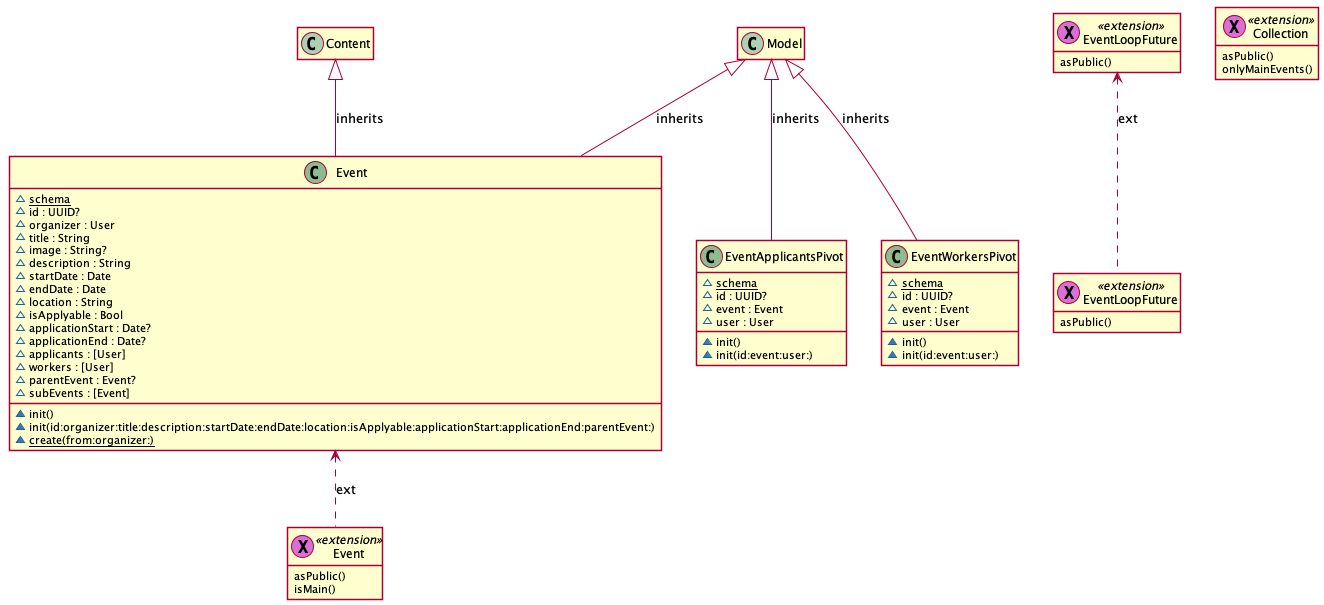 C Content
C Model
X «extension»
EventLoopFuture
asPublic()
X «extension»
Collection
asPublic()
onlyMainEvents()
inherits
inherits
inherits
inherits
ext
C Event
schema
id : UUID?
organizer : User
title : String
image : String?
description : String
startDate : Date
endDate : Date
location : String
isApplyable : Bool
applicationStart : Date?
applicationEnd : Date?
applicants : [User]
workers : [User]
parentEvent : Event?
subEvents : [Event]
init()
init(id:organizer:title:description:startDate:endDate:location:isApplyable:applicationStart:applicationEnd:parentEvent:)
create(from:organizer:)
C EventApplicantsPivot
schema
id : UUID?
event : Event
user : User
init()
init(id:event:user:)
C EventWorkersPivot
schema
id : UUID?
event : Event
user : User
init()
init(id:event:user:)
X «extension»
EventLoopFuture
asPublic()
ext
X «extension»
Event
asPublic()
isMain()